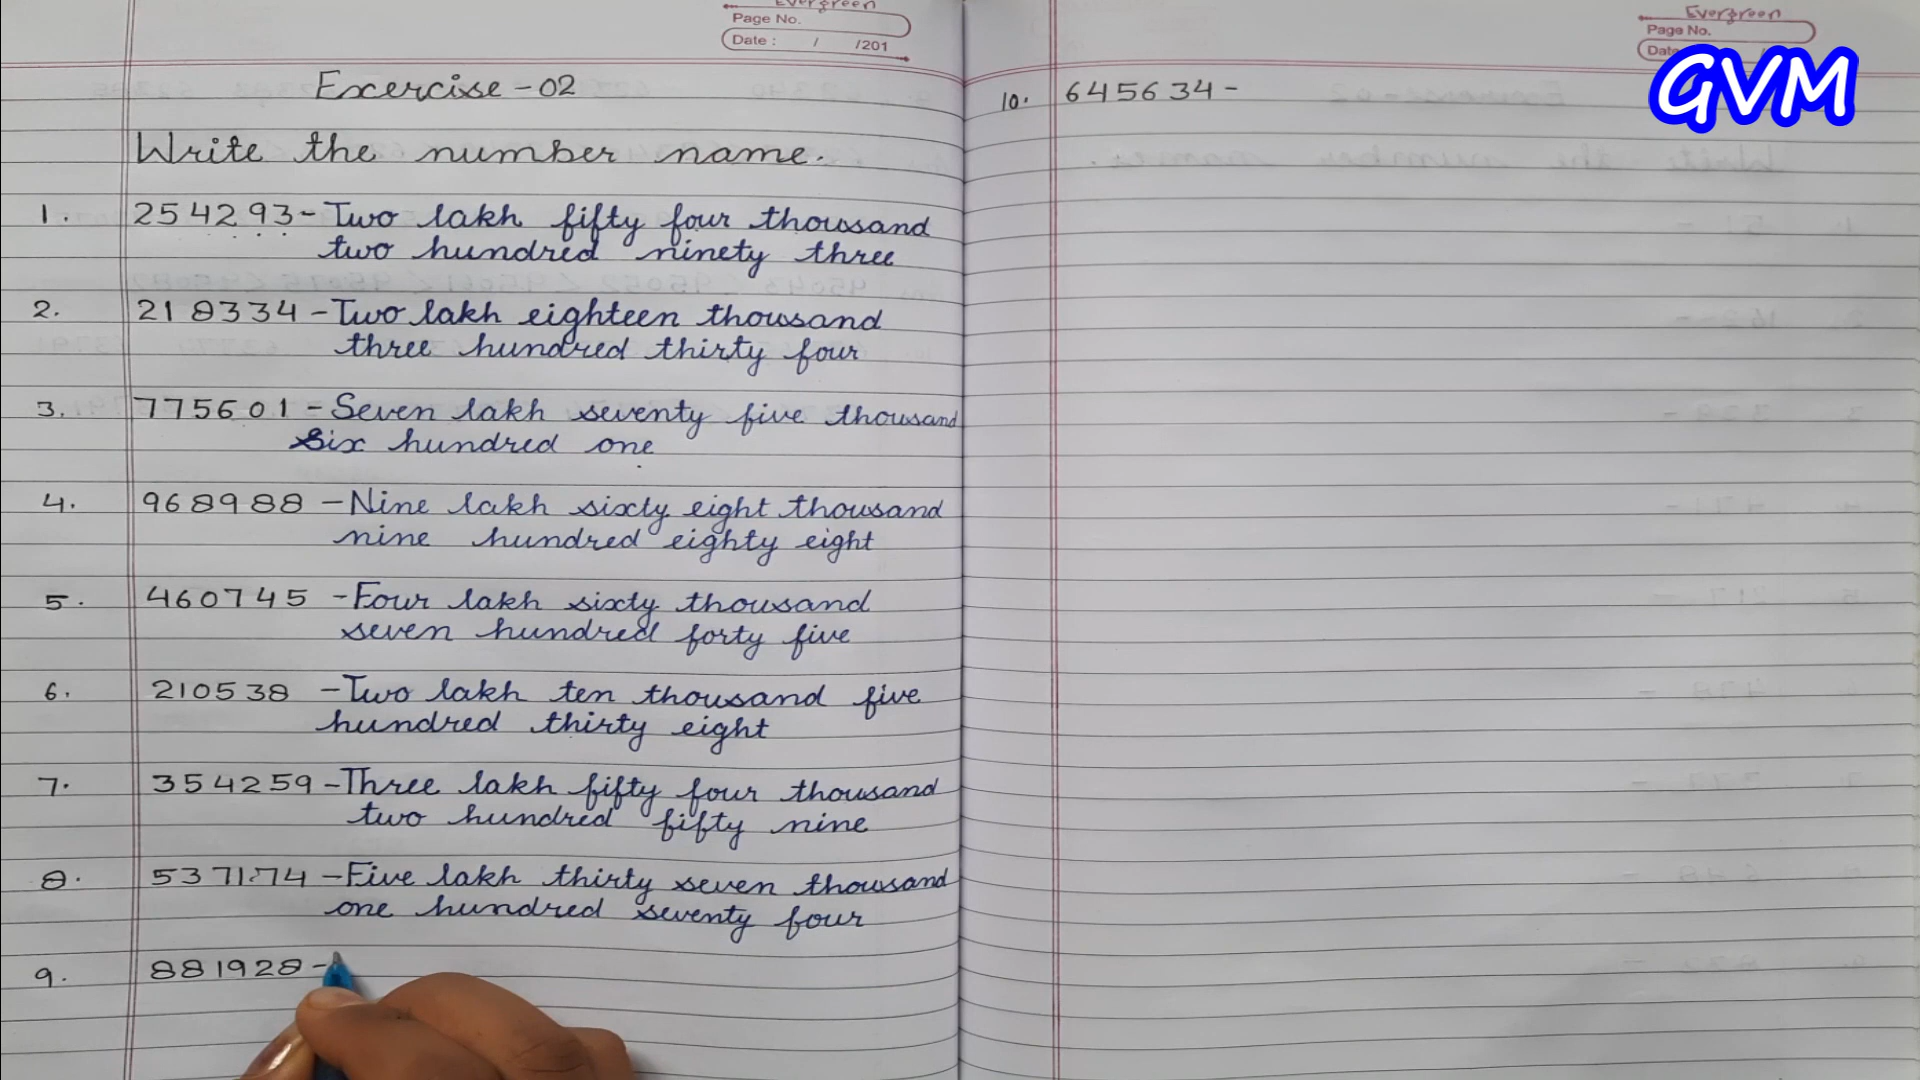 Evergreen
Page No.
Date : / /201
Excercise - 02
Write the number name.
1. 254293 - Two lakh fifty four thousand
two hundred ninety three
2. 218334 - Two lakh eighteen thousand
three hundred thirty four
3. 775601 - Seven lakh seventy five thousand
six hundred one
4. 968988 - Nine lakh sixty eight thousand
nine hundred eighty eight
5. 460745 - Four lakh sixty thousand
seven hundred forty five
6. 210538 - Two lakh ten thousand five
hundred thirty eight
7. 354259 - Three lakh fifty four thousand
two hundred fifty nine
8. 537174 - Five lakh thirty seven thousand
one hundred seventy four
9. 881928 -
Evergreen
Page No.
Date
GVM
10. 645634 -